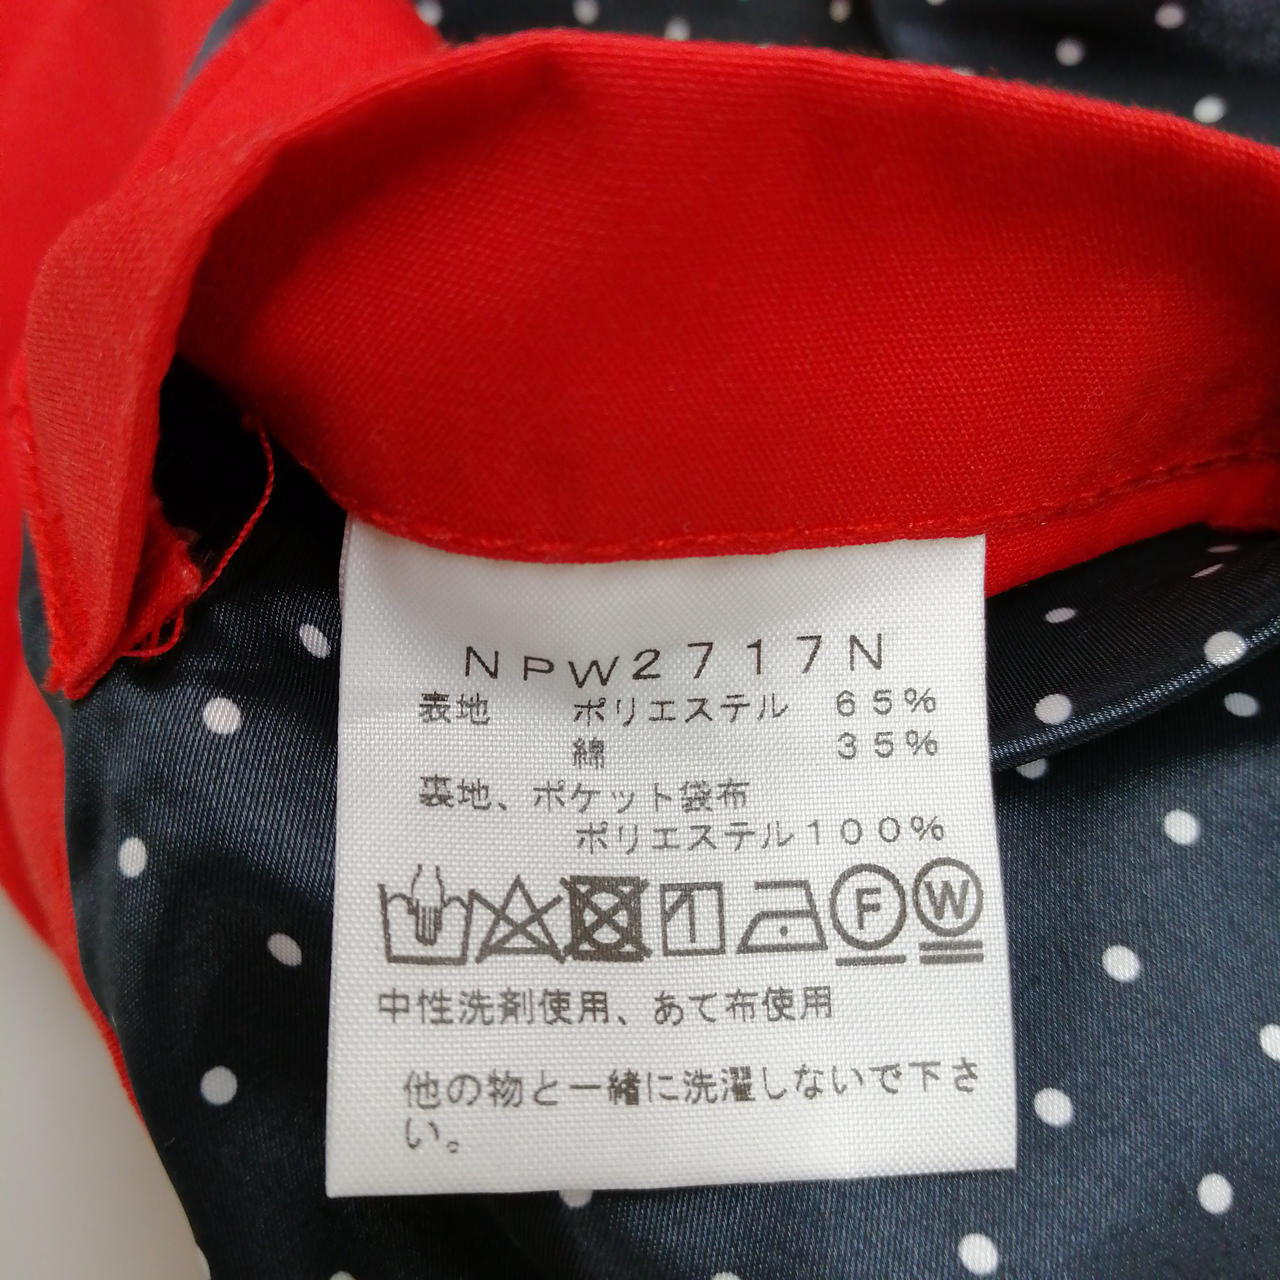 NPW2717N
表地 ポリエステル 65%
綿 35%
裏地、ポケット袋布
ポリエステル100%
F W
中性洗剤使用、あて布使用
他の物と一緒に洗濯しないで下さ
い。